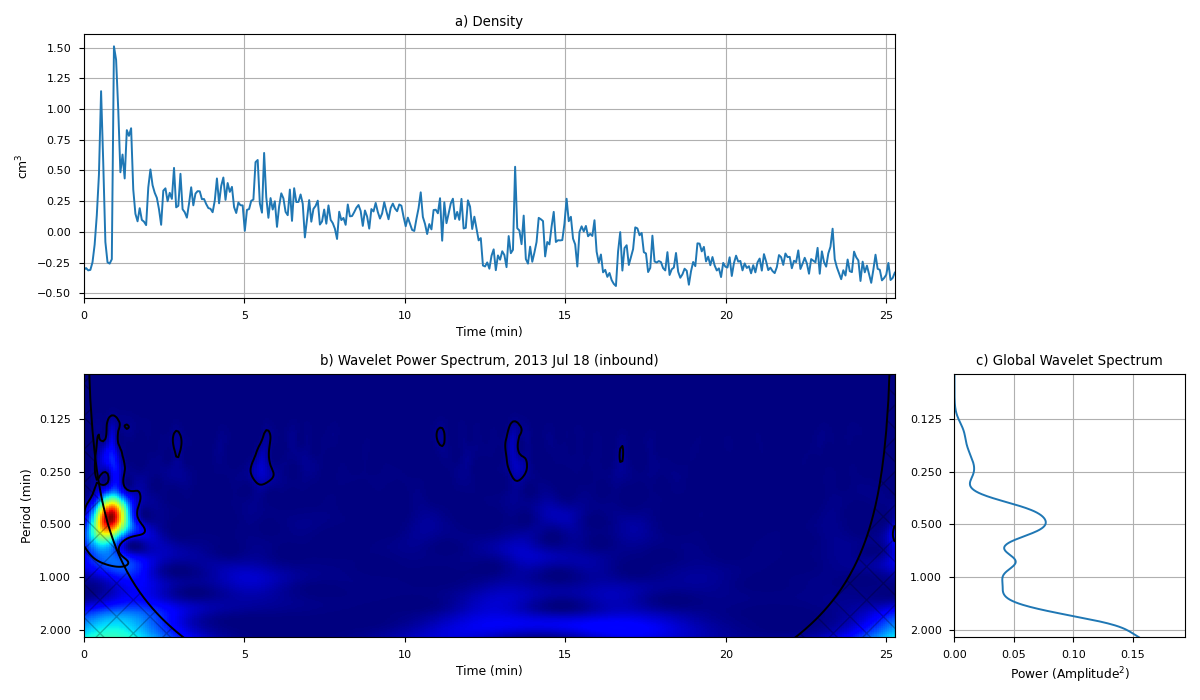 a) Density
1.50
1.25
1.00
0.75
0.50
0.25
0.00
−0.25
−0.50
cm³
0 5 10 15 20 25
Time (min)
b) Wavelet Power Spectrum, 2013 Jul 18 (inbound)
0.125
0.250
0.500
1.000
2.000
Period (min)
0 5 10 15 20 25
Time (min)
c) Global Wavelet Spectrum
0.125
0.250
0.500
1.000
2.000
0.00 0.05 0.10 0.15
Power (Amplitude²)